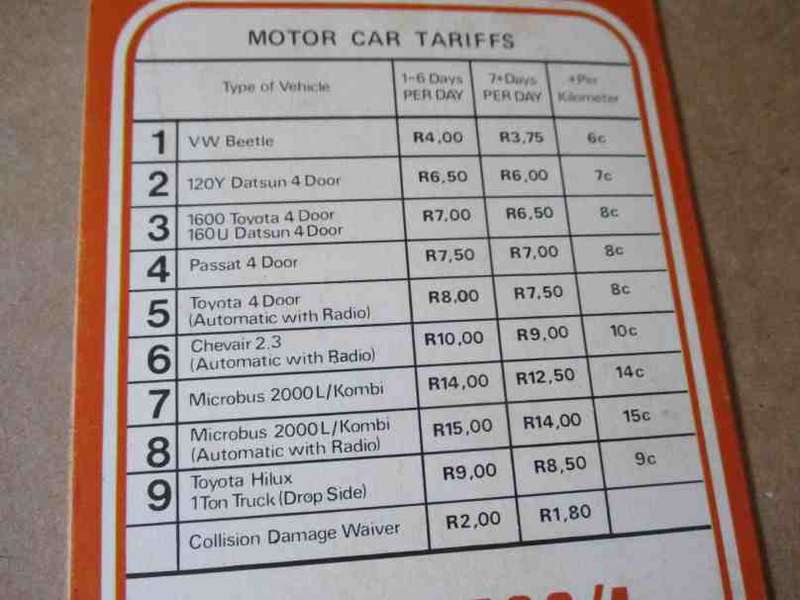 MOTOR CAR TARIFFS
Type of Vehicle 1-6 Days PER DAY 7+Days PER DAY +Per Kilometer
1 VW Beetle R4,00 R3,75 6c
2 120Y Datsun 4 Door R6,50 R6,00 7c
3 1600 Toyota 4 Door R7,00 R6,50 8c
160U Datsun 4 Door
4 Passat 4 Door R7,50 R7,00 8c
5 Toyota 4 Door R8,00 R7,50 8c
(Automatic with Radio)
6 Chevair 2.3 R10,00 R9,00 10c
(Automatic with Radio)
7 Microbus 2000L/Kombi R14,00 R12,50 14c
8 Microbus 2000L/Kombi R15,00 R14,00 15c
(Automatic with Radio)
9 Toyota Hilux R9,00 R8,50 9c
1Ton Truck (Drop Side)
Collision Damage Waiver R2,00 R1,80